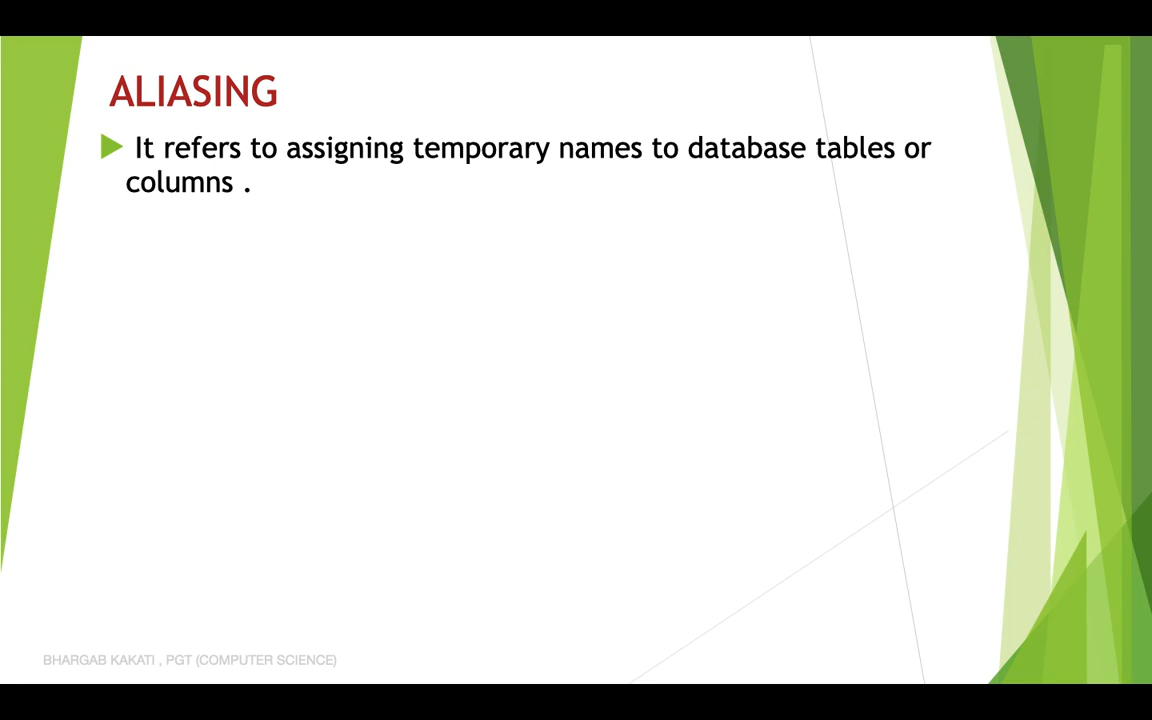 ALIASING
It refers to assigning temporary names to database tables or
columns .
BHARGAB KAKATI , PGT (COMPUTER SCIENCE)